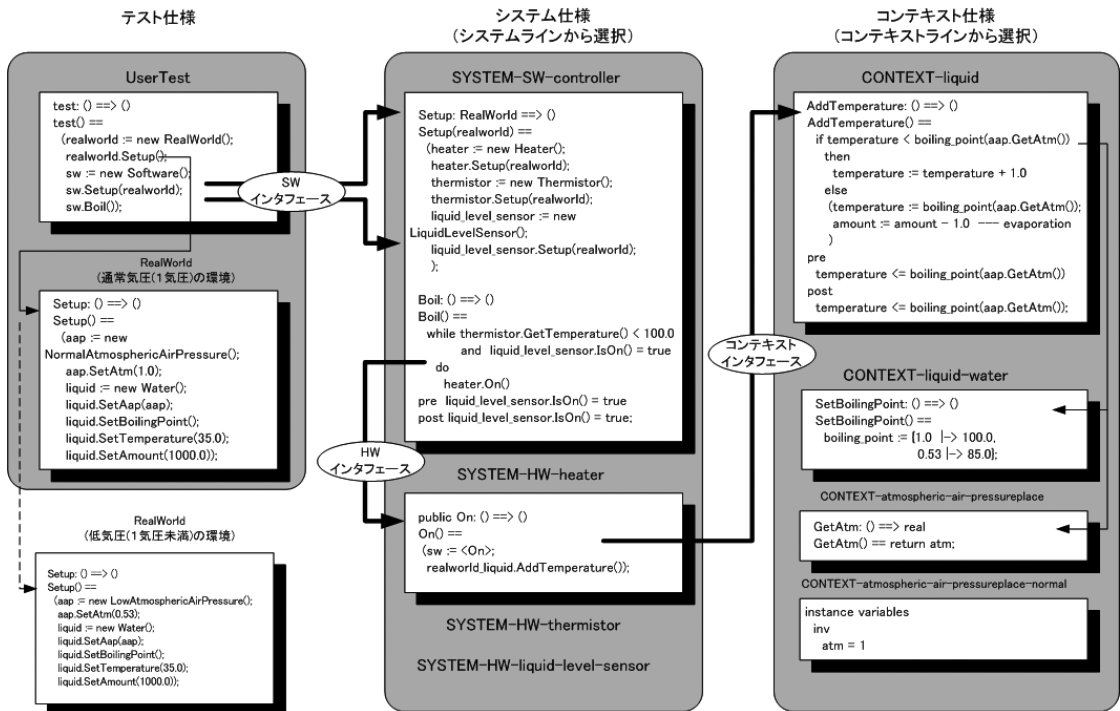 テスト仕様
UserTest
test: () ==> ()
test() ==
(realworld := new RealWorld();
realworld.Setup();
sw := new Software();
sw.Setup(realworld);
sw.Boil());
RealWorld
(通常気圧(1気圧)の環境)
Setup: () ==> ()
Setup() ==
(aap := new
NormalAtmosphericAirPressure();
aap.SetAtm(1.0);
liquid := new Water();
liquid.SetAap(aap);
liquid.SetBoilingPoint();
liquid.SetTemperature(35.0);
liquid.SetAmount(1000.0));
RealWorld
(低気圧(1気圧未満)の環境)
Setup: () ==> ()
Setup() ==
(aap := new LowAtmosphericAirPressure();
aap.SetAtm(0.53);
liquid := new Water();
liquid.SetAap(aap);
liquid.SetBoilingPoint();
liquid.SetTemperature(35.0);
liquid.SetAmount(1000.0));
SW
インタフェース
システム仕様
(システムラインから選択)
SYSTEM-SW-controller
Setup: RealWorld ==> ()
Setup(realworld) ==
(heater := new Heater();
heater.Setup(realworld);
thermistor := new Thermistor();
thermistor.Setup(realworld);
liquid_level_sensor := new
LiquidLevelSensor();
liquid_level_sensor.Setup(realworld);
);
Boil: () ==> ()
Boil() ==
while thermistor.GetTemperature() < 100.0
and liquid_level_sensor.IsOn() = true
do
heater.On()
pre liquid_level_sensor.IsOn() = true
post liquid_level_sensor.IsOn() = true;
HW
インタフェース
SYSTEM-HW-heater
public On: () ==> ()
On() ==
(sw := <On>;
realworld_liquid.AddTemperature());
SYSTEM-HW-thermistor
SYSTEM-HW-liquid-level-sensor
コンテキスト
インタフェース
コンテキスト仕様
(コンテキストラインから選択)
CONTEXT-liquid
AddTemperature: () ==> ()
AddTemperature() ==
if temperature < boiling_point(aap.GetAtm())
then
temperature := temperature + 1.0
else
(temperature := boiling_point(aap.GetAtm());
amount := amount - 1.0 --- evaporation
)
pre
temperature <= boiling_point(aap.GetAtm())
post
temperature <= boiling_point(aap.GetAtm());
CONTEXT-liquid-water
SetBoilingPoint: () ==> ()
SetBoilingPoint() ==
boiling_point := {1.0 |-> 100.0,
0.53 |-> 85.0};
CONTEXT-atmospheric-air-pressureplace
GetAtm: () ==> real
GetAtm() == return atm;
CONTEXT-atmospheric-air-pressureplace-normal
instance variables
inv
atm = 1